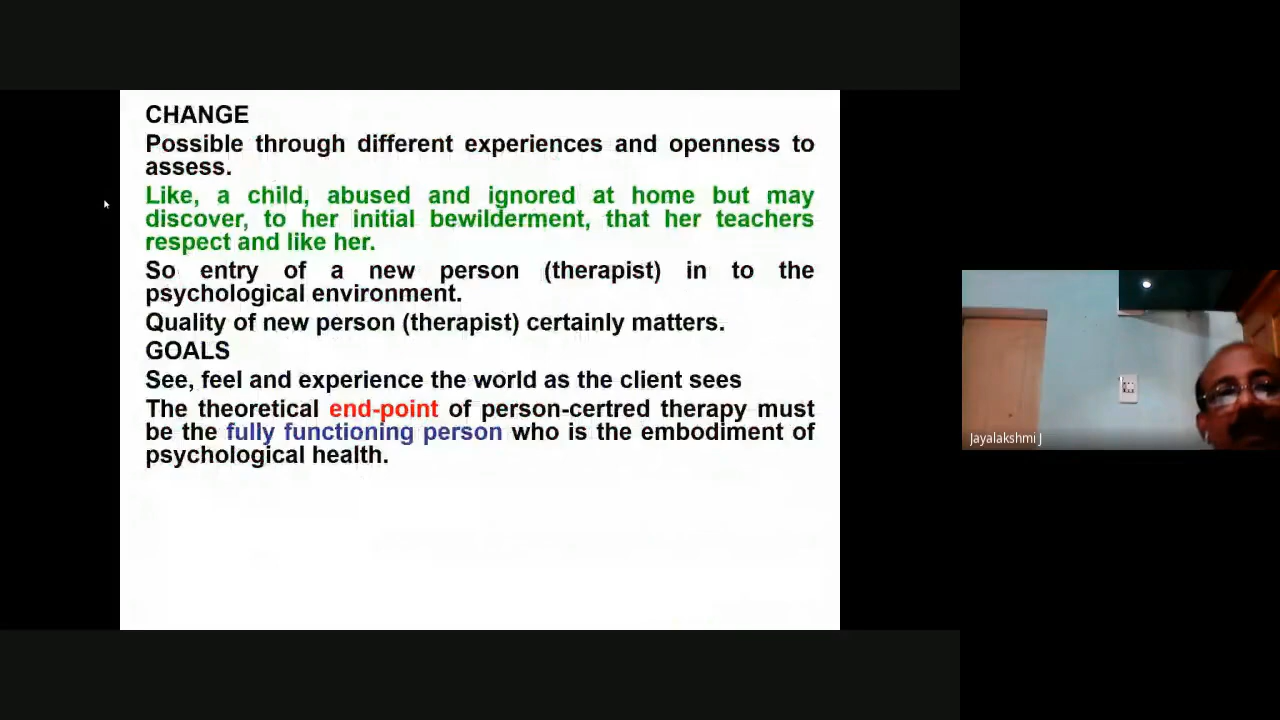 CHANGE
Possible through different experiences and openness to
assess.
Like, a child, abused and ignored at home but may
discover, to her initial bewilderment, that her teachers
respect and like her.
So entry of a new person (therapist) in to the
psychological environment.
Quality of new person (therapist) certainly matters.
GOALS
See, feel and experience the world as the client sees
The theoretical end-point of person-certred therapy must
be the fully functioning person who is the embodiment of
psychological health.
Jayalakshmi J